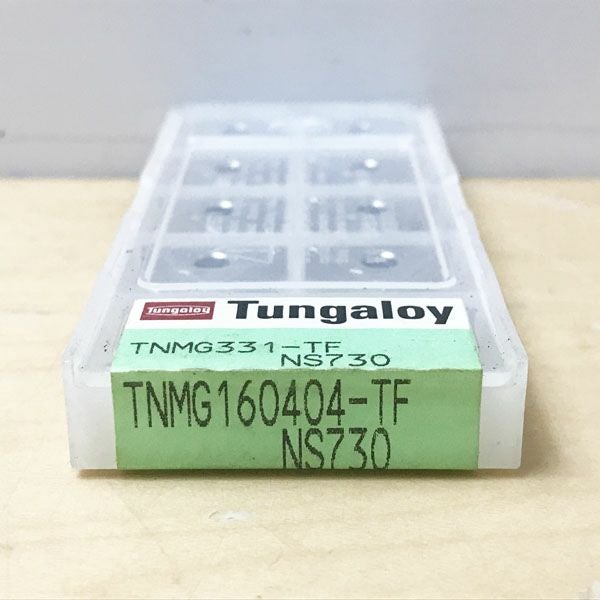 Tungaloy Tungaloy
TNMG331-TF
NS730
TNMG160404-TF
NS730